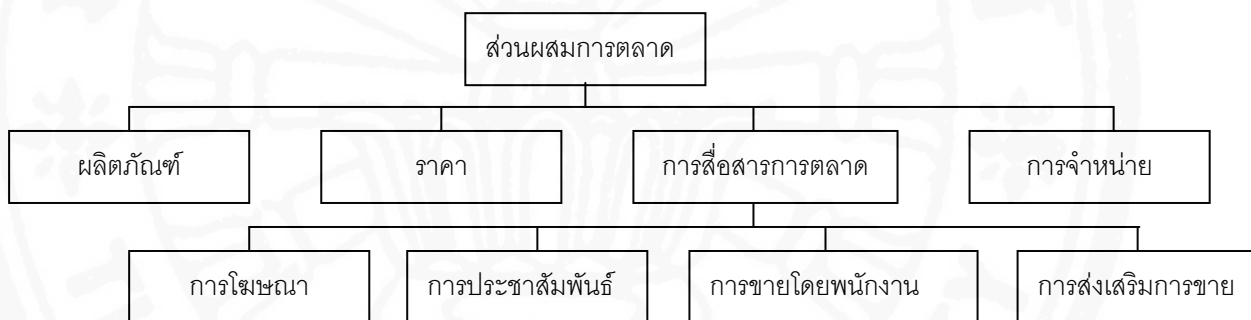 ส่วนผสมการตลาด
ผลิตภัณฑ์
ราคา
การสื่อสารการตลาด
การจำหน่าย
การโฆษณา
การประชาสัมพันธ์
การขายโดยพนักงาน
การส่งเสริมการขาย